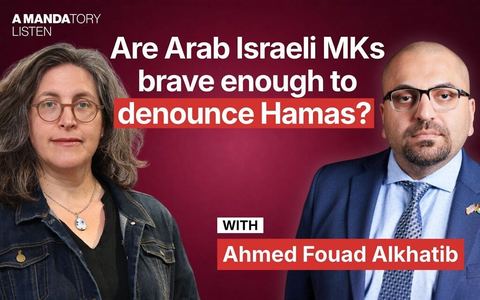 A MANDATORY
LISTEN
Are Arab Israeli MKs
brave enough to
denounce Hamas?
WITH
Ahmed Fouad Alkhatib